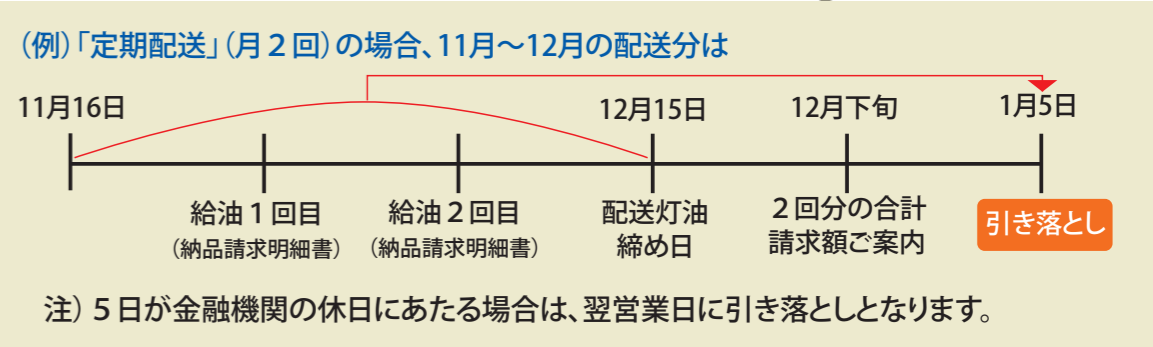 （例）「定期配送」（月２回）の場合、11月～12月の配送分は
11月16日
12月15日
12月下旬
1月5日
給油１回目
（納品請求明細書）
給油２回目
（納品請求明細書）
配送灯油
締め日
２回分の合計
請求額ご案内
引き落とし
注）５日が金融機関の休日にあたる場合は、翌営業日に引き落としとなります。